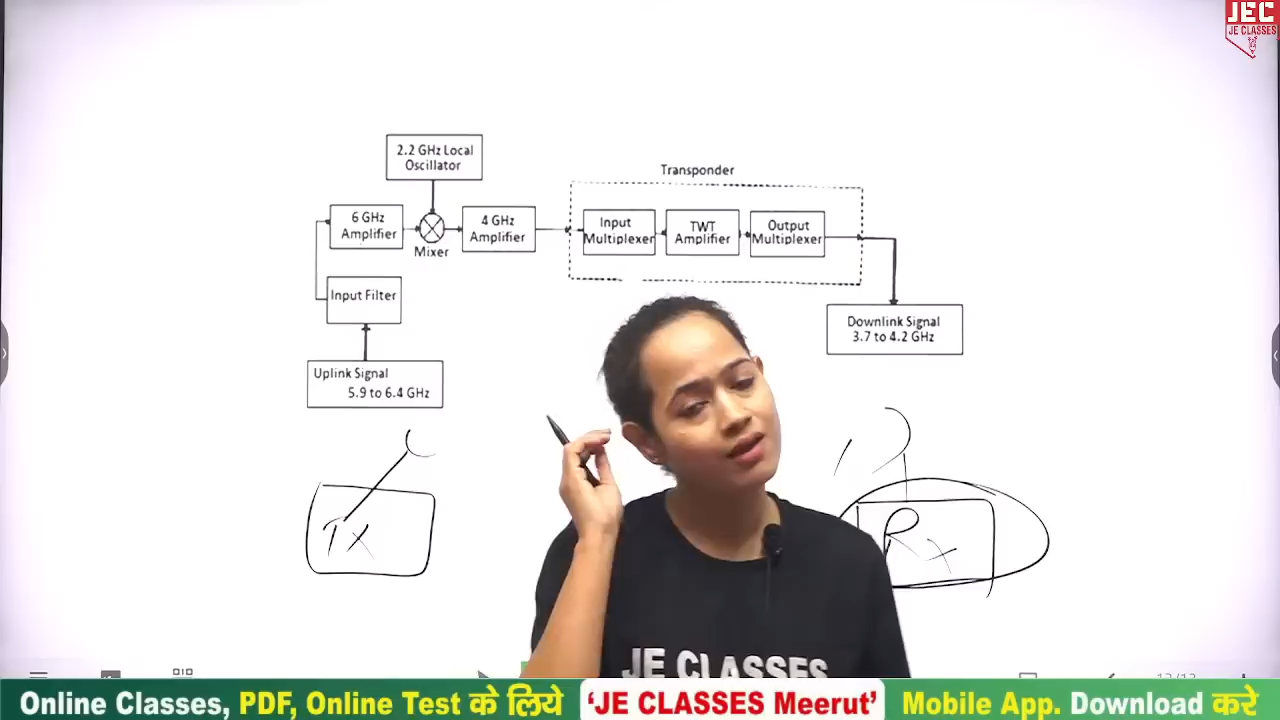 JEC
JE CLASSES
2.2 GHz Local
Oscillator
Transponder
6 GHz
Amplifier
Mixer
4 GHz
Amplifier
Input
Multiplexer
TWT
Amplifier
Output
Multiplexer
Input Filter
Downlink Signal
3.7 to 4.2 GHz
Uplink Signal
5.9 to 6.4 GHz
TX
Rx
JE CLASSES
Online Classes, PDF, Online Test के लिये 'JE CLASSES Meerut' Mobile App. Download करे